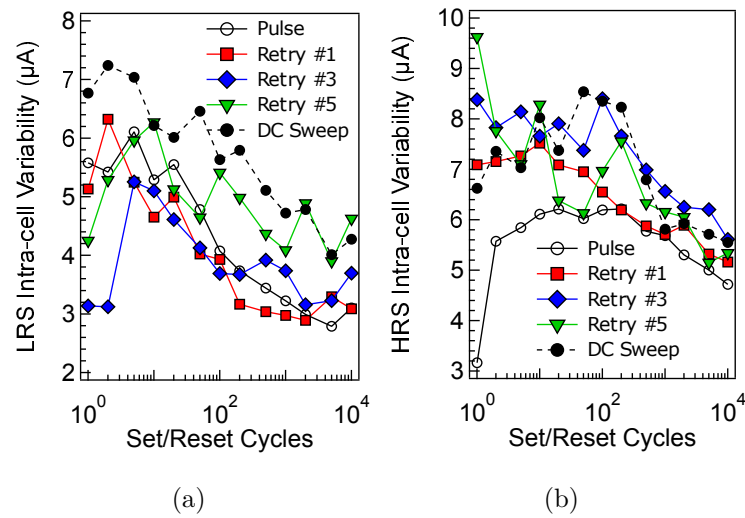 LRS Intra-cell Variability (µA)
8
7
6
5
4
3
2
Pulse
Retry #1
Retry #3
Retry #5
DC Sweep
10^0
10^2
10^4
Set/Reset Cycles
(a)
HRS Intra-cell Variability (µA)
10
9
8
7
6
5
4
3
Pulse
Retry #1
Retry #3
Retry #5
DC Sweep
10^0
10^2
10^4
Set/Reset Cycles
(b)